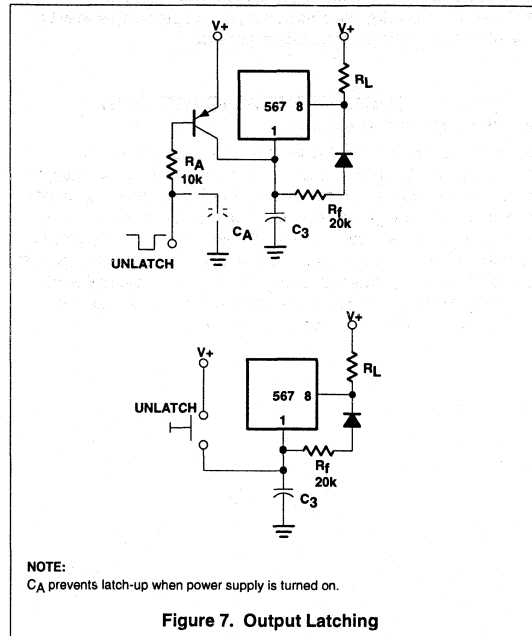 V+
V+
RL
567 8
1
RA
10k
CA
C3
Rf
20k
UNLATCH
V+
V+
RL
567 8
UNLATCH
1
Rf
20k
C3
NOTE:
CA prevents latch-up when power supply is turned on.
Figure 7. Output Latching